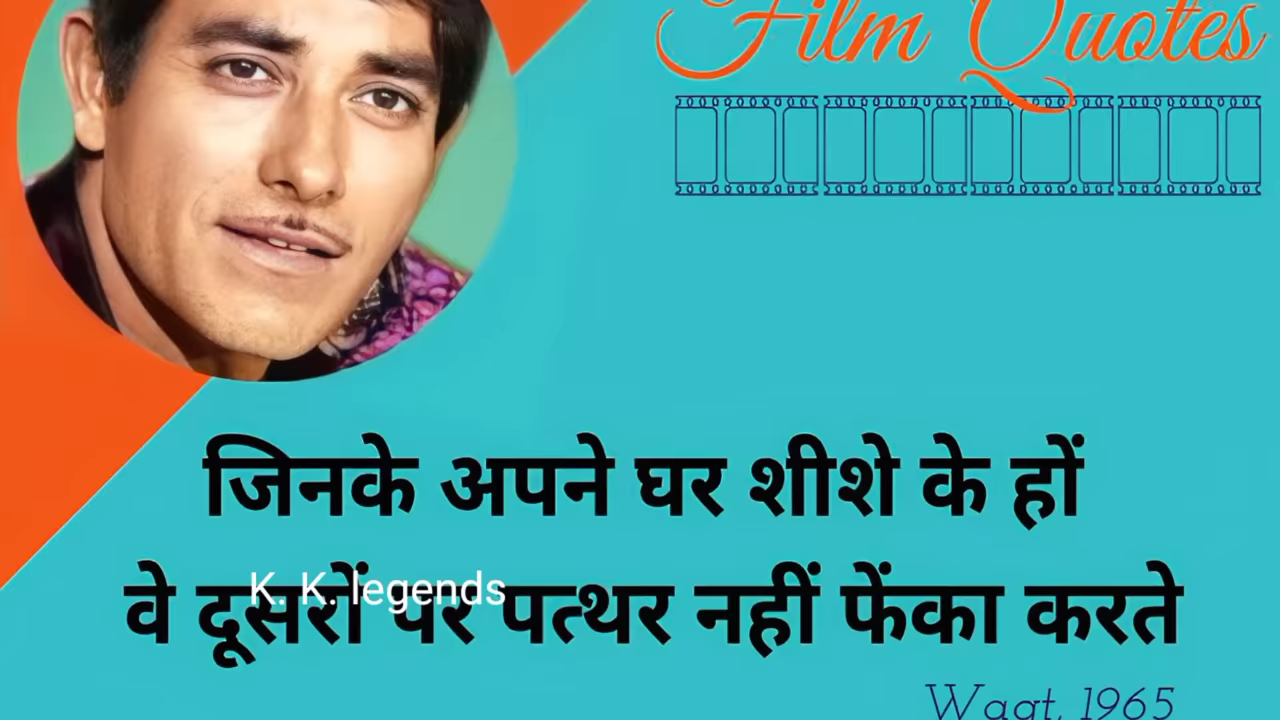 Film Quotes
जिनके अपने घर शीशे के हों
वे दूसरों पर पत्थर नहीं फेंका करते
K. K. legends
Waqt, 1965